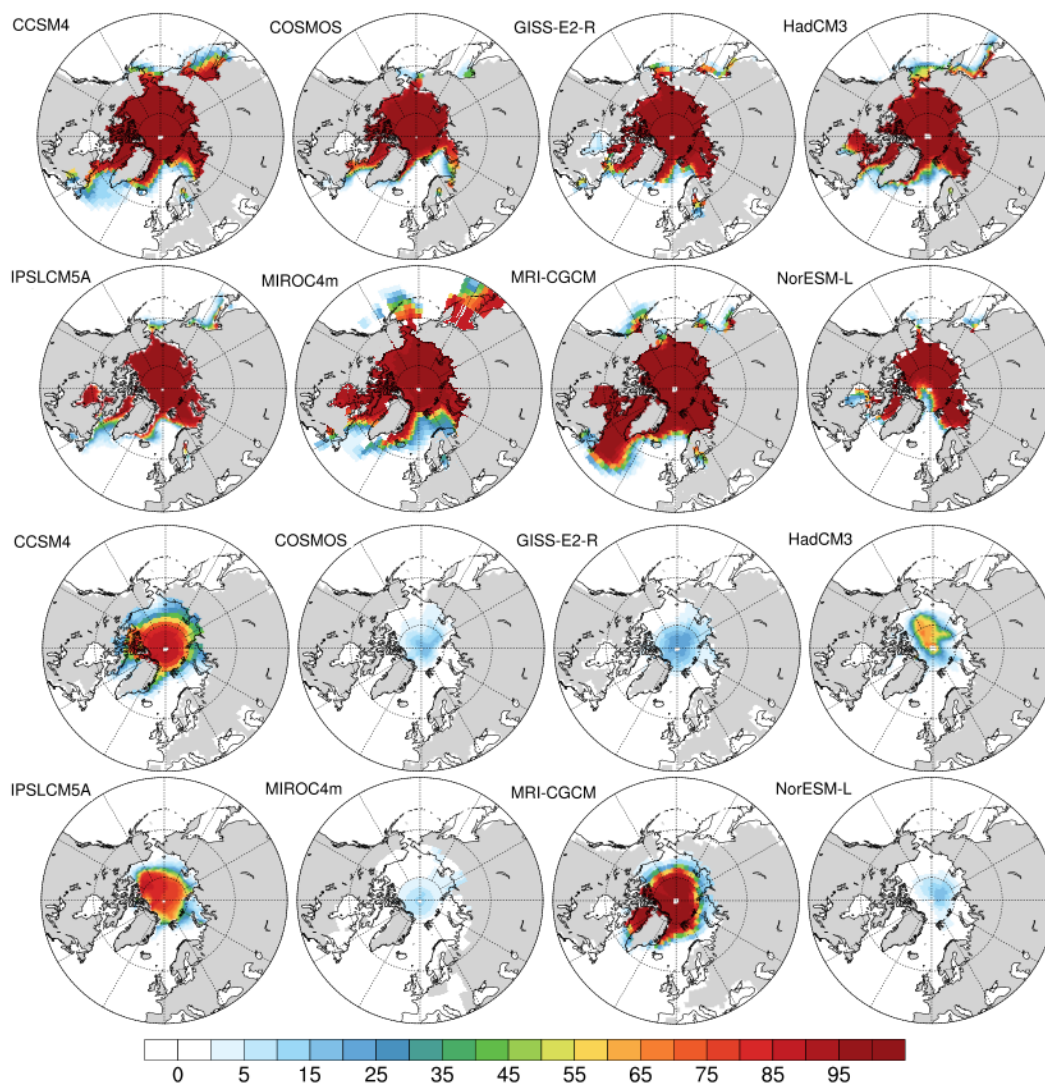 CCSM4 COSMOS GISS-E2-R HadCM3
IPSLCM5A MIROC4m MRI-CGCM NorESM-L
CCSM4 COSMOS GISS-E2-R HadCM3
IPSLCM5A MIROC4m MRI-CGCM NorESM-L
0 5 15 25 35 45 55 65 75 85 95